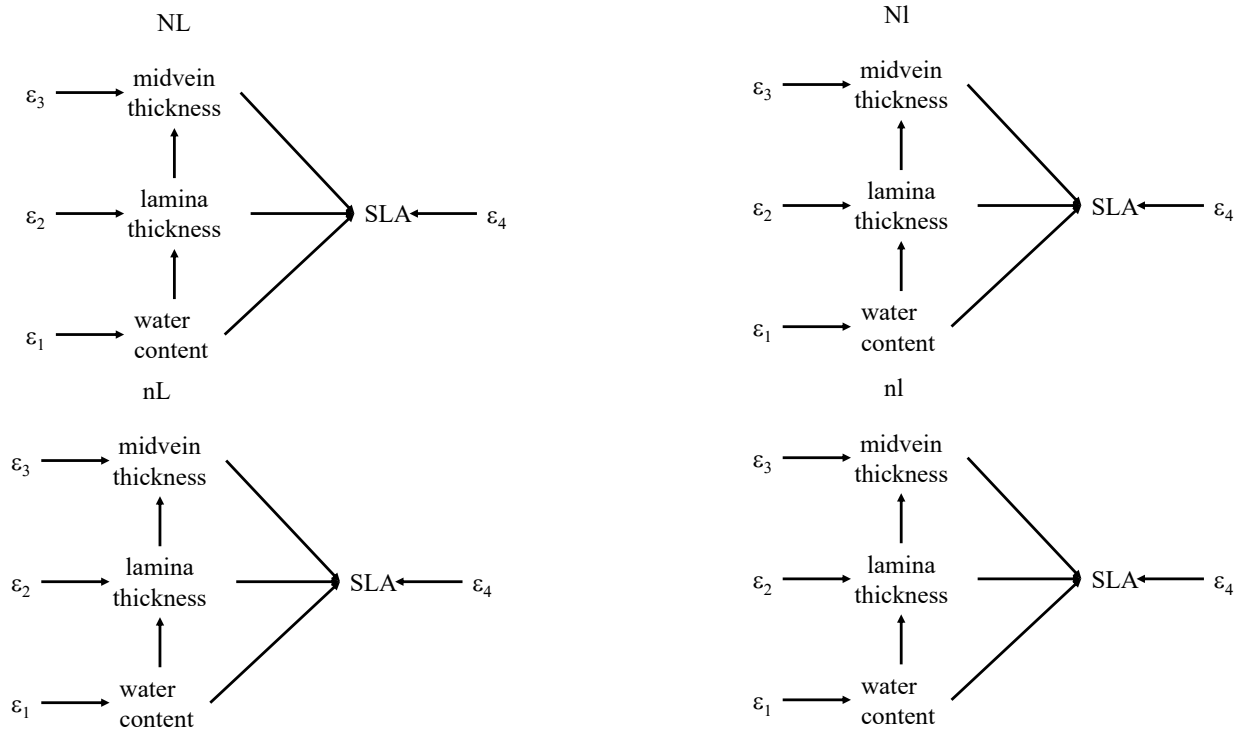 NL
midvein
thickness
ε3
lamina
thickness
ε2
SLA
ε4
water
content
ε1
Nl
midvein
thickness
ε3
lamina
thickness
ε2
SLA
ε4
water
content
ε1
nL
midvein
thickness
ε3
lamina
thickness
ε2
SLA
ε4
water
content
ε1
nl
midvein
thickness
ε3
lamina
thickness
ε2
SLA
ε4
water
content
ε1